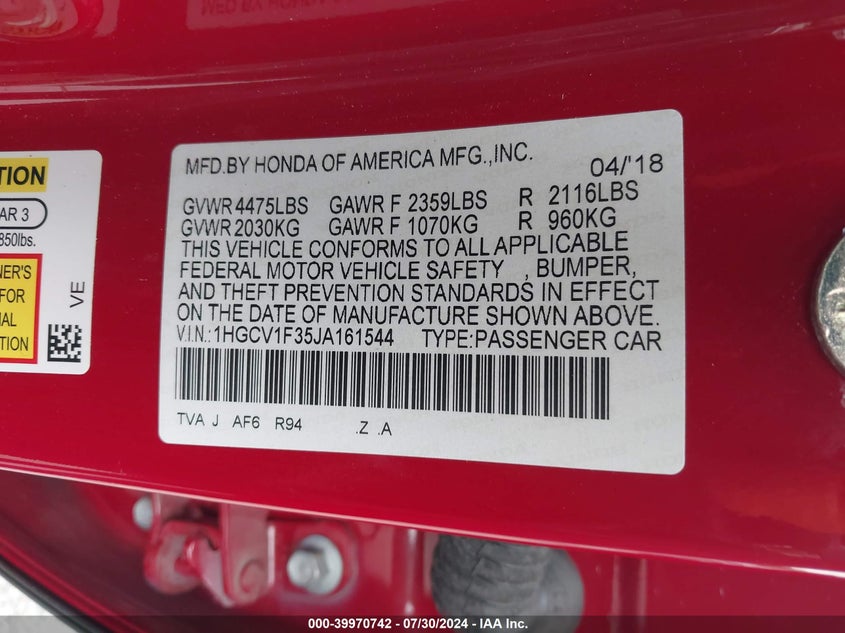 MFD.BY HONDA OF AMERICA MFG.,INC. 04/'18
GVWR 4475LBS GAWR F 2359LBS R 2116LBS
GVWR 2030KG GAWR F 1070KG R 960KG
THIS VEHICLE CONFORMS TO ALL APPLICABLE
FEDERAL MOTOR VEHICLE SAFETY , BUMPER,
AND THEFT PREVENTION STANDARDS IN EFFECT
ON THE DATE OF MANUFACTURE SHOWN ABOVE.
V.I.N.:1HGCV1F35JA161544 TYPE:PASSENGER CAR
TVA J AF6 R94 .Z .A
TION
AR 3
850lbs.
NER'S
FOR
NAL
TION
VE
000-39970742 - 07/30/2024 - IAA Inc.